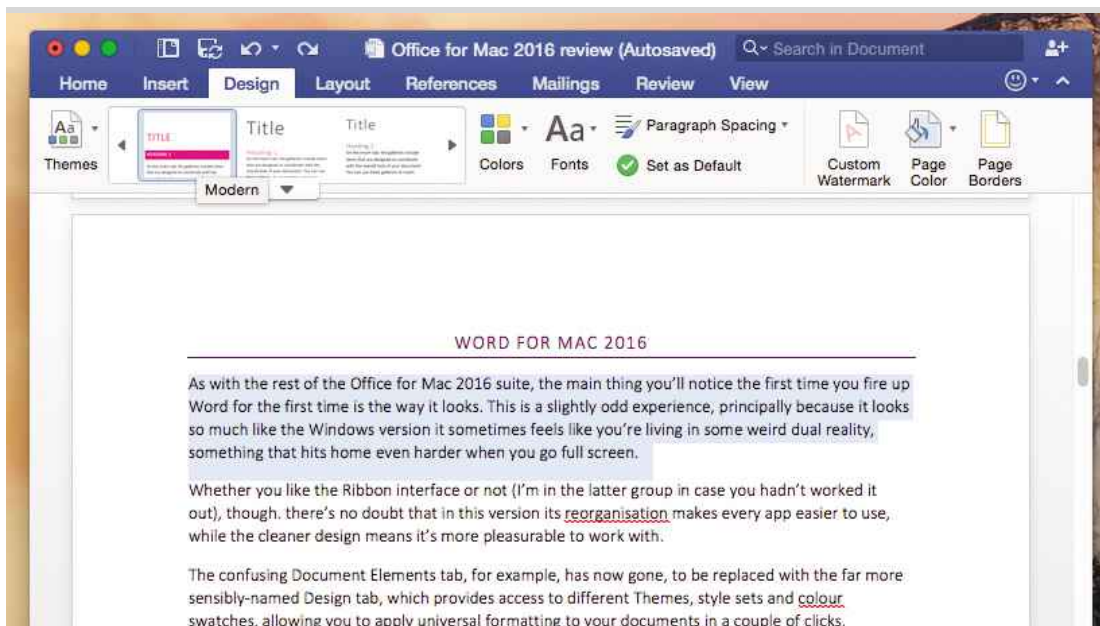 Office for Mac 2016 review (Autosaved)
Search in Document
Home Insert Design Layout References Mailings Review View
Aa
TITLE
Title
Title
Heading 1
Aa
Paragraph Spacing
Themes
Colors
Fonts
Set as Default
Custom Watermark
Page Color
Page Borders
Modern
WORD FOR MAC 2016
As with the rest of the Office for Mac 2016 suite, the main thing you’ll notice the first time you fire up
Word for the first time is the way it looks. This is a slightly odd experience, principally because it looks
so much like the Windows version it sometimes feels like you’re living in some weird dual reality,
something that hits home even harder when you go full screen.
Whether you like the Ribbon interface or not (I’m in the latter group in case you hadn’t worked it
out), though. there’s no doubt that in this version its reorganisation makes every app easier to use,
while the cleaner design means it’s more pleasurable to work with.
The confusing Document Elements tab, for example, has now gone, to be replaced with the far more
sensibly-named Design tab, which provides access to different Themes, style sets and colour
swatches, allowing you to apply universal formatting to your documents in a couple of clicks.